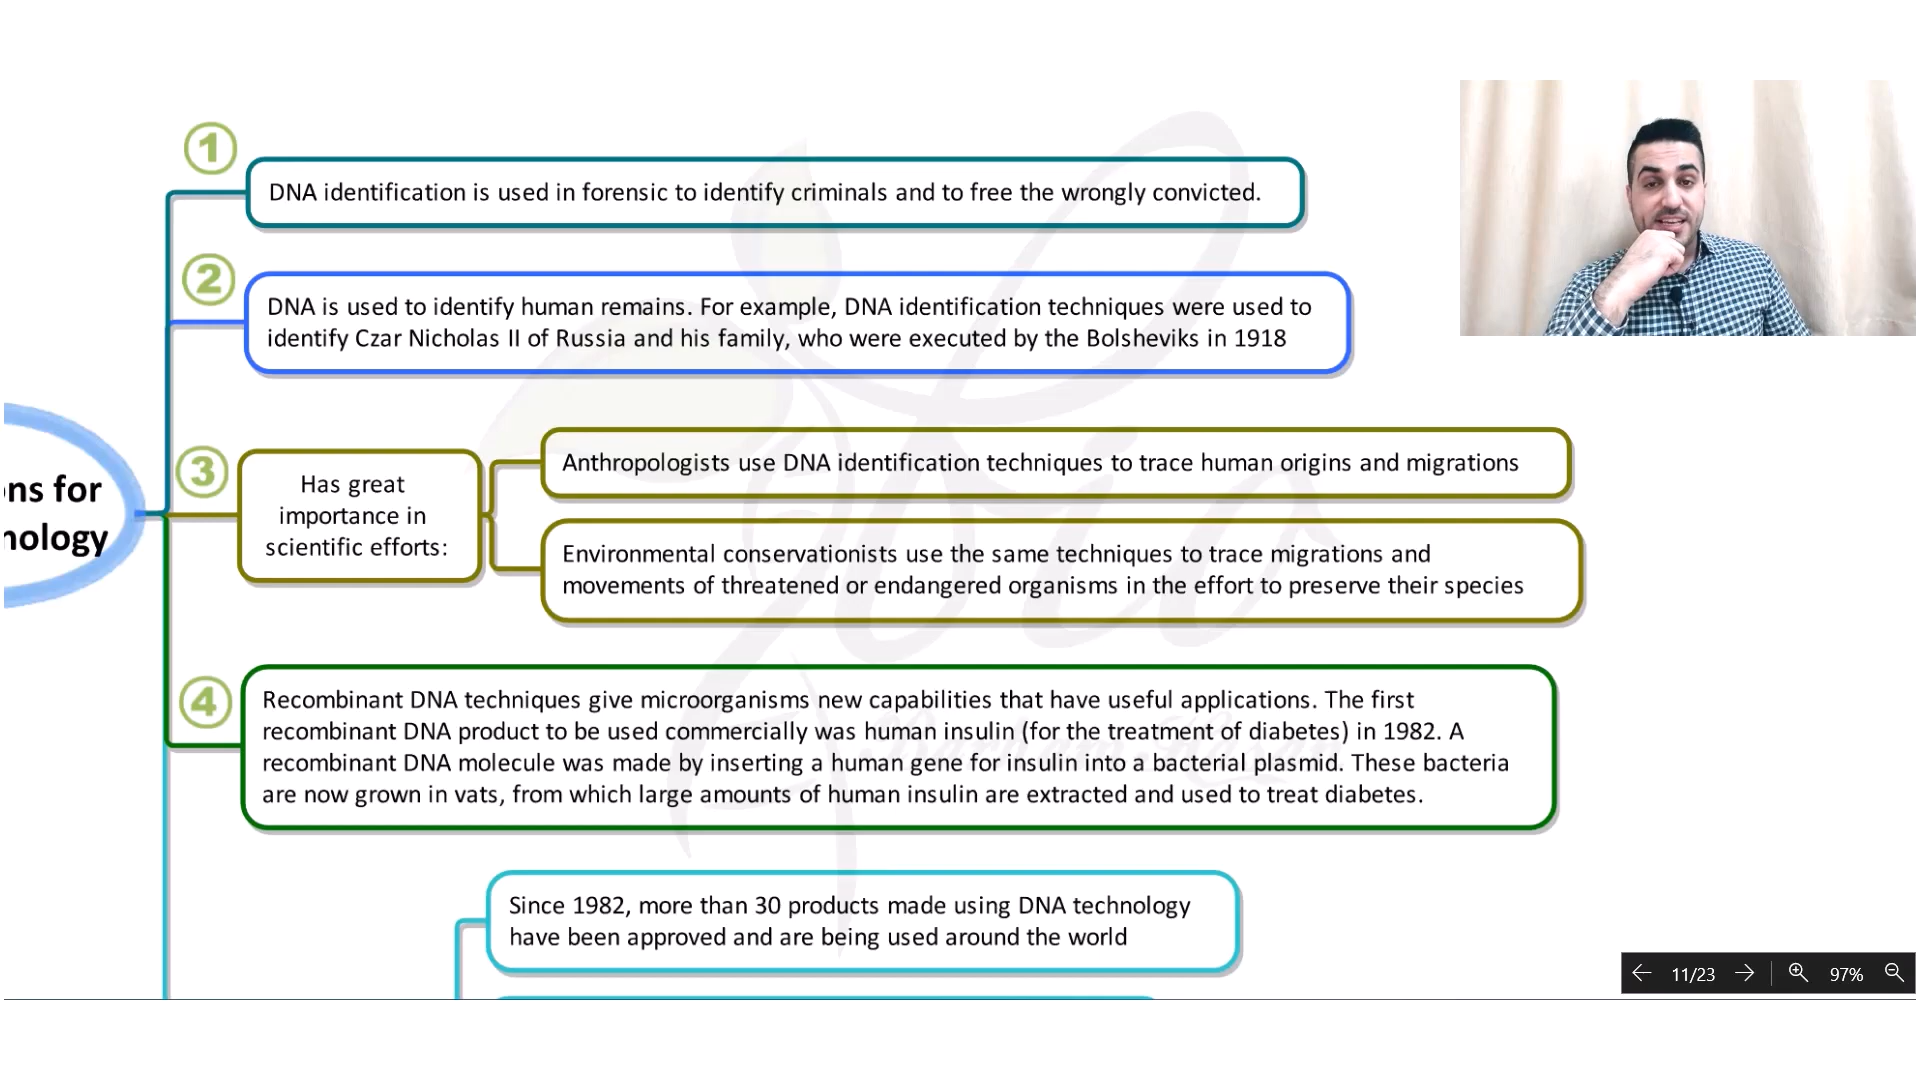 1
DNA identification is used in forensic to identify criminals and to free the wrongly convicted.
2
DNA is used to identify human remains. For example, DNA identification techniques were used to
identify Czar Nicholas II of Russia and his family, who were executed by the Bolsheviks in 1918
ns for
nology
3
Has great
importance in
scientific efforts:
Anthropologists use DNA identification techniques to trace human origins and migrations
Environmental conservationists use the same techniques to trace migrations and
movements of threatened or endangered organisms in the effort to preserve their species
4
Recombinant DNA techniques give microorganisms new capabilities that have useful applications. The first
recombinant DNA product to be used commercially was human insulin (for the treatment of diabetes) in 1982. A
recombinant DNA molecule was made by inserting a human gene for insulin into a bacterial plasmid. These bacteria
are now grown in vats, from which large amounts of human insulin are extracted and used to treat diabetes.
Since 1982, more than 30 products made using DNA technology
have been approved and are being used around the world
11/23
97%